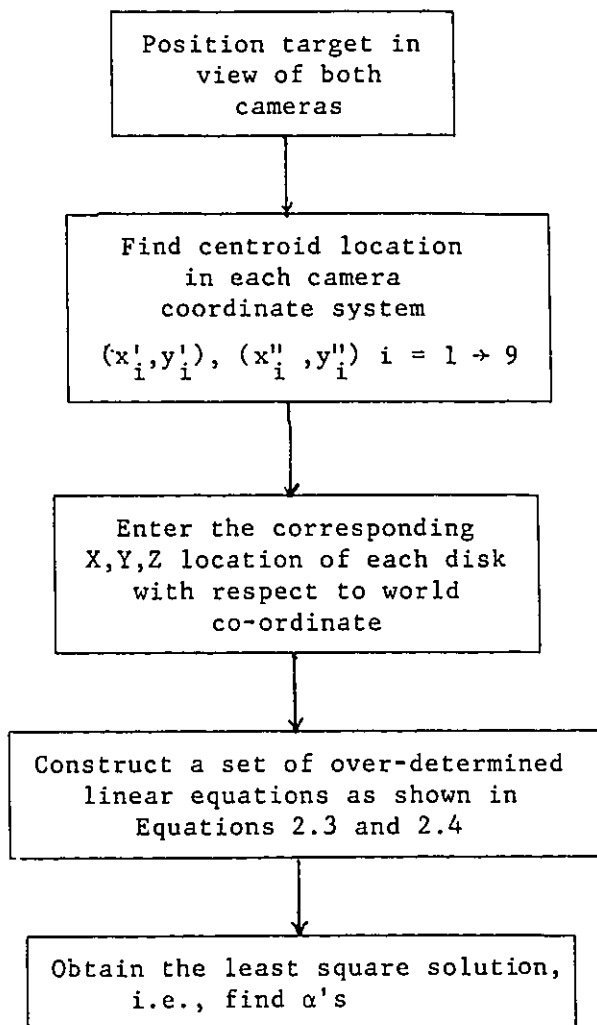 Position target in
view of both
cameras
Find centroid location
in each camera
coordinate system
(x'i,y'i), (x"i ,y"i) i = 1 → 9
Enter the corresponding
X,Y,Z location of each disk
with respect to world
co-ordinate
Construct a set of over-determined
linear equations as shown in
Equations 2.3 and 2.4
Obtain the least square solution,
i.e., find α's